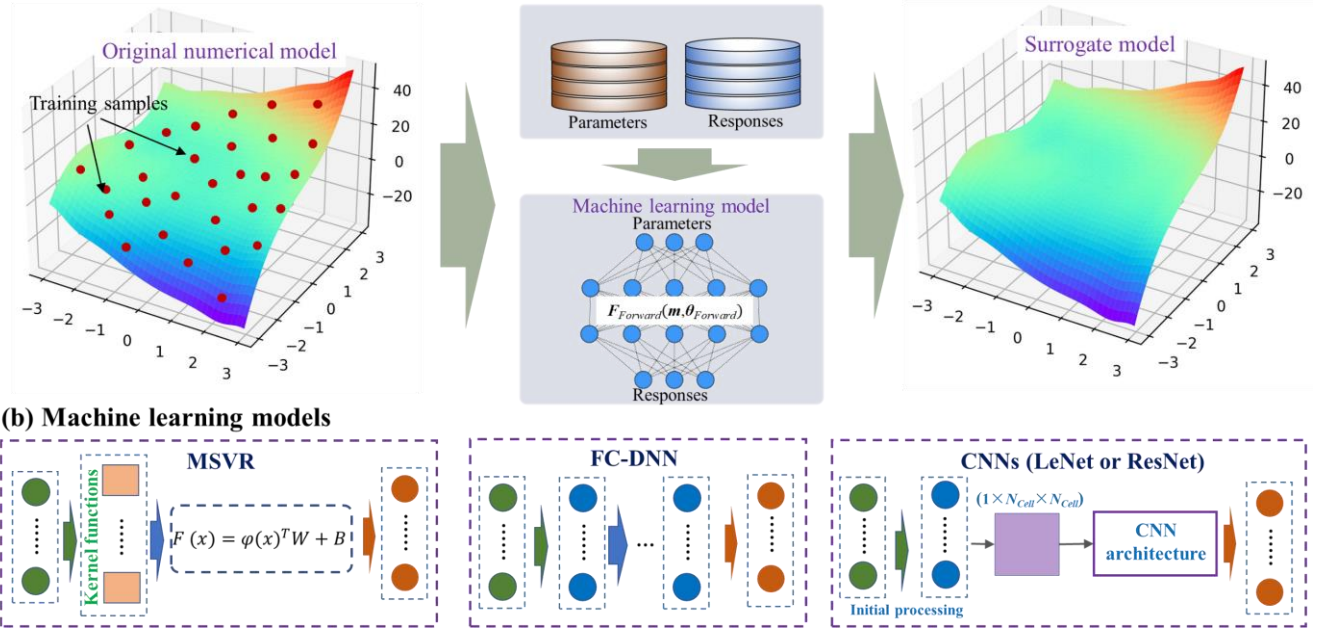 Original numerical model
Training samples
40
20
0
−20
−3
−2
−1
0
1
2
3
−3
−2
−1
0
1
2
3
Parameters
Responses
Machine learning model
Parameters
F_Forward(m,θ_Forward)
Responses
Surrogate model
40
20
0
−20
−3
−2
−1
0
1
2
3
−3
−2
−1
0
1
2
3
(b) Machine learning models
MSVR
Kernel functions
F (x) = φ(x)^T W + B
FC-DNN
...
CNNs (LeNet or ResNet)
(1×N_Cell×N_Cell)
CNN
architecture
Initial processing